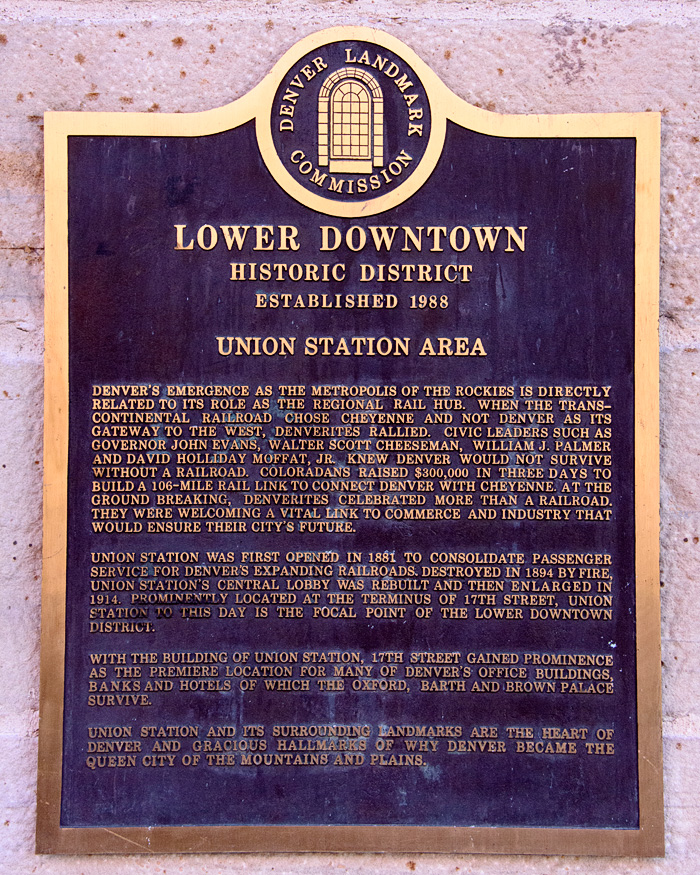 DENVER LANDMARK
COMMISSION
LOWER DOWNTOWN
HISTORIC DISTRICT
ESTABLISHED 1988
UNION STATION AREA
DENVER'S EMERGENCE AS THE METROPOLIS OF THE ROCKIES IS DIRECTLY
RELATED TO ITS ROLE AS THE REGIONAL RAIL HUB. WHEN THE TRANS-
CONTINENTAL RAILROAD CHOSE CHEYENNE AND NOT DENVER AS ITS
GATEWAY TO THE WEST, DENVERITES RALLIED. CIVIC LEADERS SUCH AS
GOVERNOR JOHN EVANS, WALTER SCOTT CHEESEMAN, WILLIAM J. PALMER
AND DAVID HOLLIDAY MOFFAT, JR. KNEW DENVER WOULD NOT SURVIVE
WITHOUT A RAILROAD. COLORADANS RAISED $300,000 IN THREE DAYS TO
BUILD A 106-MILE RAIL LINK TO CONNECT DENVER WITH CHEYENNE. AT THE
GROUND BREAKING, DENVERITES CELEBRATED MORE THAN A RAILROAD.
THEY WERE WELCOMING A VITAL LINK TO COMMERCE AND INDUSTRY THAT
WOULD ENSURE THEIR CITY'S FUTURE.
UNION STATION WAS FIRST OPENED IN 1881 TO CONSOLIDATE PASSENGER
SERVICE FOR DENVER'S EXPANDING RAILROADS. DESTROYED IN 1894 BY FIRE,
UNION STATION'S CENTRAL LOBBY WAS REBUILT AND THEN ENLARGED IN
1914. PROMINENTLY LOCATED AT THE TERMINUS OF 17TH STREET, UNION
STATION TO THIS DAY IS THE FOCAL POINT OF THE LOWER DOWNTOWN
DISTRICT.
WITH THE BUILDING OF UNION STATION, 17TH STREET GAINED PROMINENCE
AS THE PREMIERE LOCATION FOR MANY OF DENVER'S OFFICE BUILDINGS,
BANKS AND HOTELS OF WHICH THE OXFORD, BARTH AND BROWN PALACE
SURVIVE.
UNION STATION AND ITS SURROUNDING LANDMARKS ARE THE HEART OF
DENVER AND GRACIOUS HALLMARKS OF WHY DENVER BECAME THE
QUEEN CITY OF THE MOUNTAINS AND PLAINS.